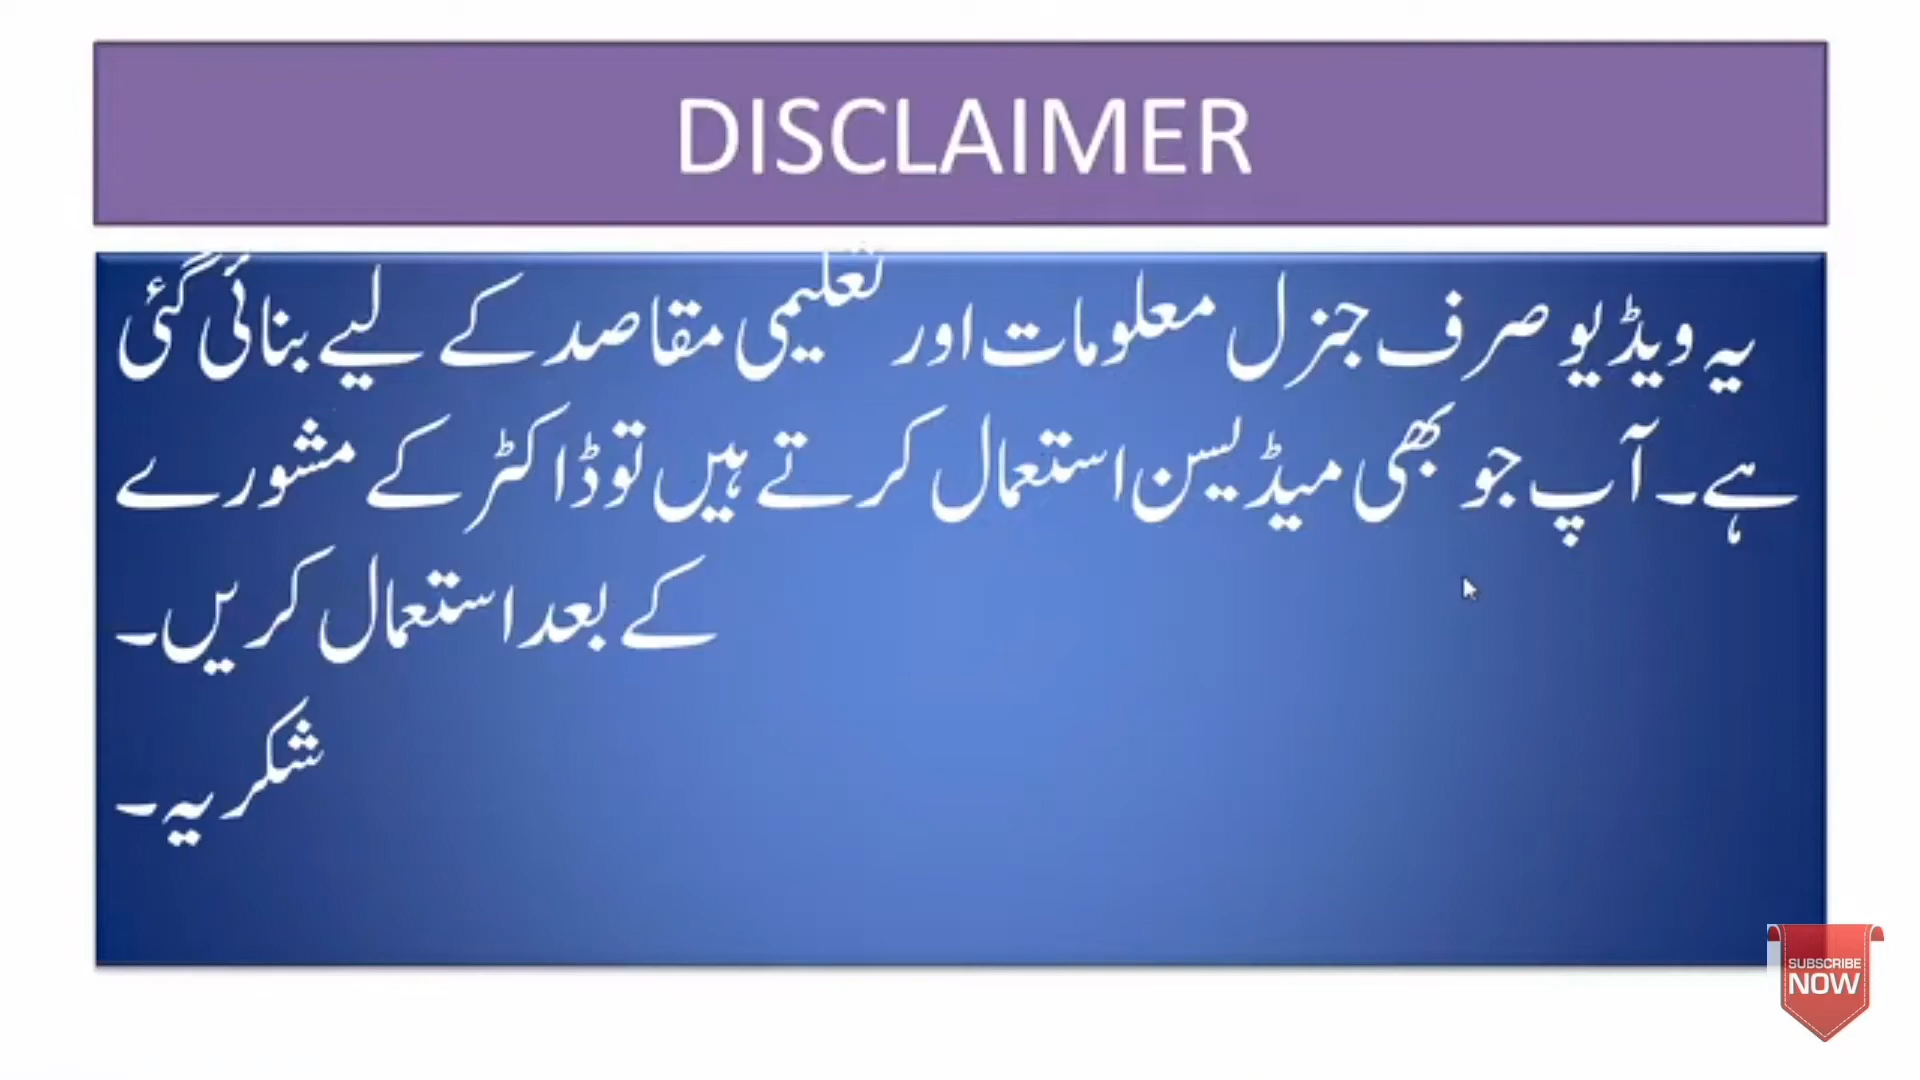 DISCLAIMER
یہ ویڈیو صرف جنرل معلومات اور تعلیمی مقاصد کے لیے بنائی گئی
ہے۔ آپ جو بھی میڈیسن استعمال کرتے ہیں تو ڈاکٹر کے مشورے
کے بعد استعمال کریں۔
شکریہ۔
SUBSCRIBE
NOW